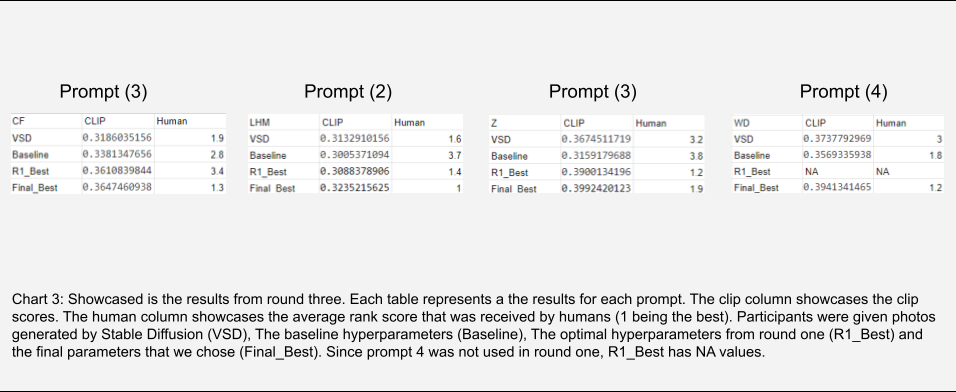 Prompt (3) Prompt (2) Prompt (3) Prompt (4)
CF CLIP Human
VSD 0.3186035156 1.9
Baseline 0.3381347656 2.8
R1_Best 0.3610839844 3.4
Final_Best 0.3647460938 1.3
LHM CLIP Human
VSD 0.3132910156 1.6
Baseline 0.3005371094 3.7
R1_Best 0.3088378906 1.4
Final Best 0.3235215625 1
Z CLIP Human
VSD 0.3674511719 3.2
Baseline 0.3159179688 3.8
R1_Best 0.3900134196 1.2
Final Best 0.3992420123 1.9
WD CLIP Human
VSD 0.3737792969 3
Baseline 0.3569335938 1.8
R1_Best NA NA
Final_Best 0.3941341465 1.2
Chart 3: Showcased is the results from round three. Each table represents a the results for each prompt. The clip column showcases the clip
scores. The human column showcases the average rank score that was received by humans (1 being the best). Participants were given photos
generated by Stable Diffusion (VSD), The baseline hyperparameters (Baseline), The optimal hyperparameters from round one (R1_Best) and
the final parameters that we chose (Final_Best). Since prompt 4 was not used in round one, R1_Best has NA values.